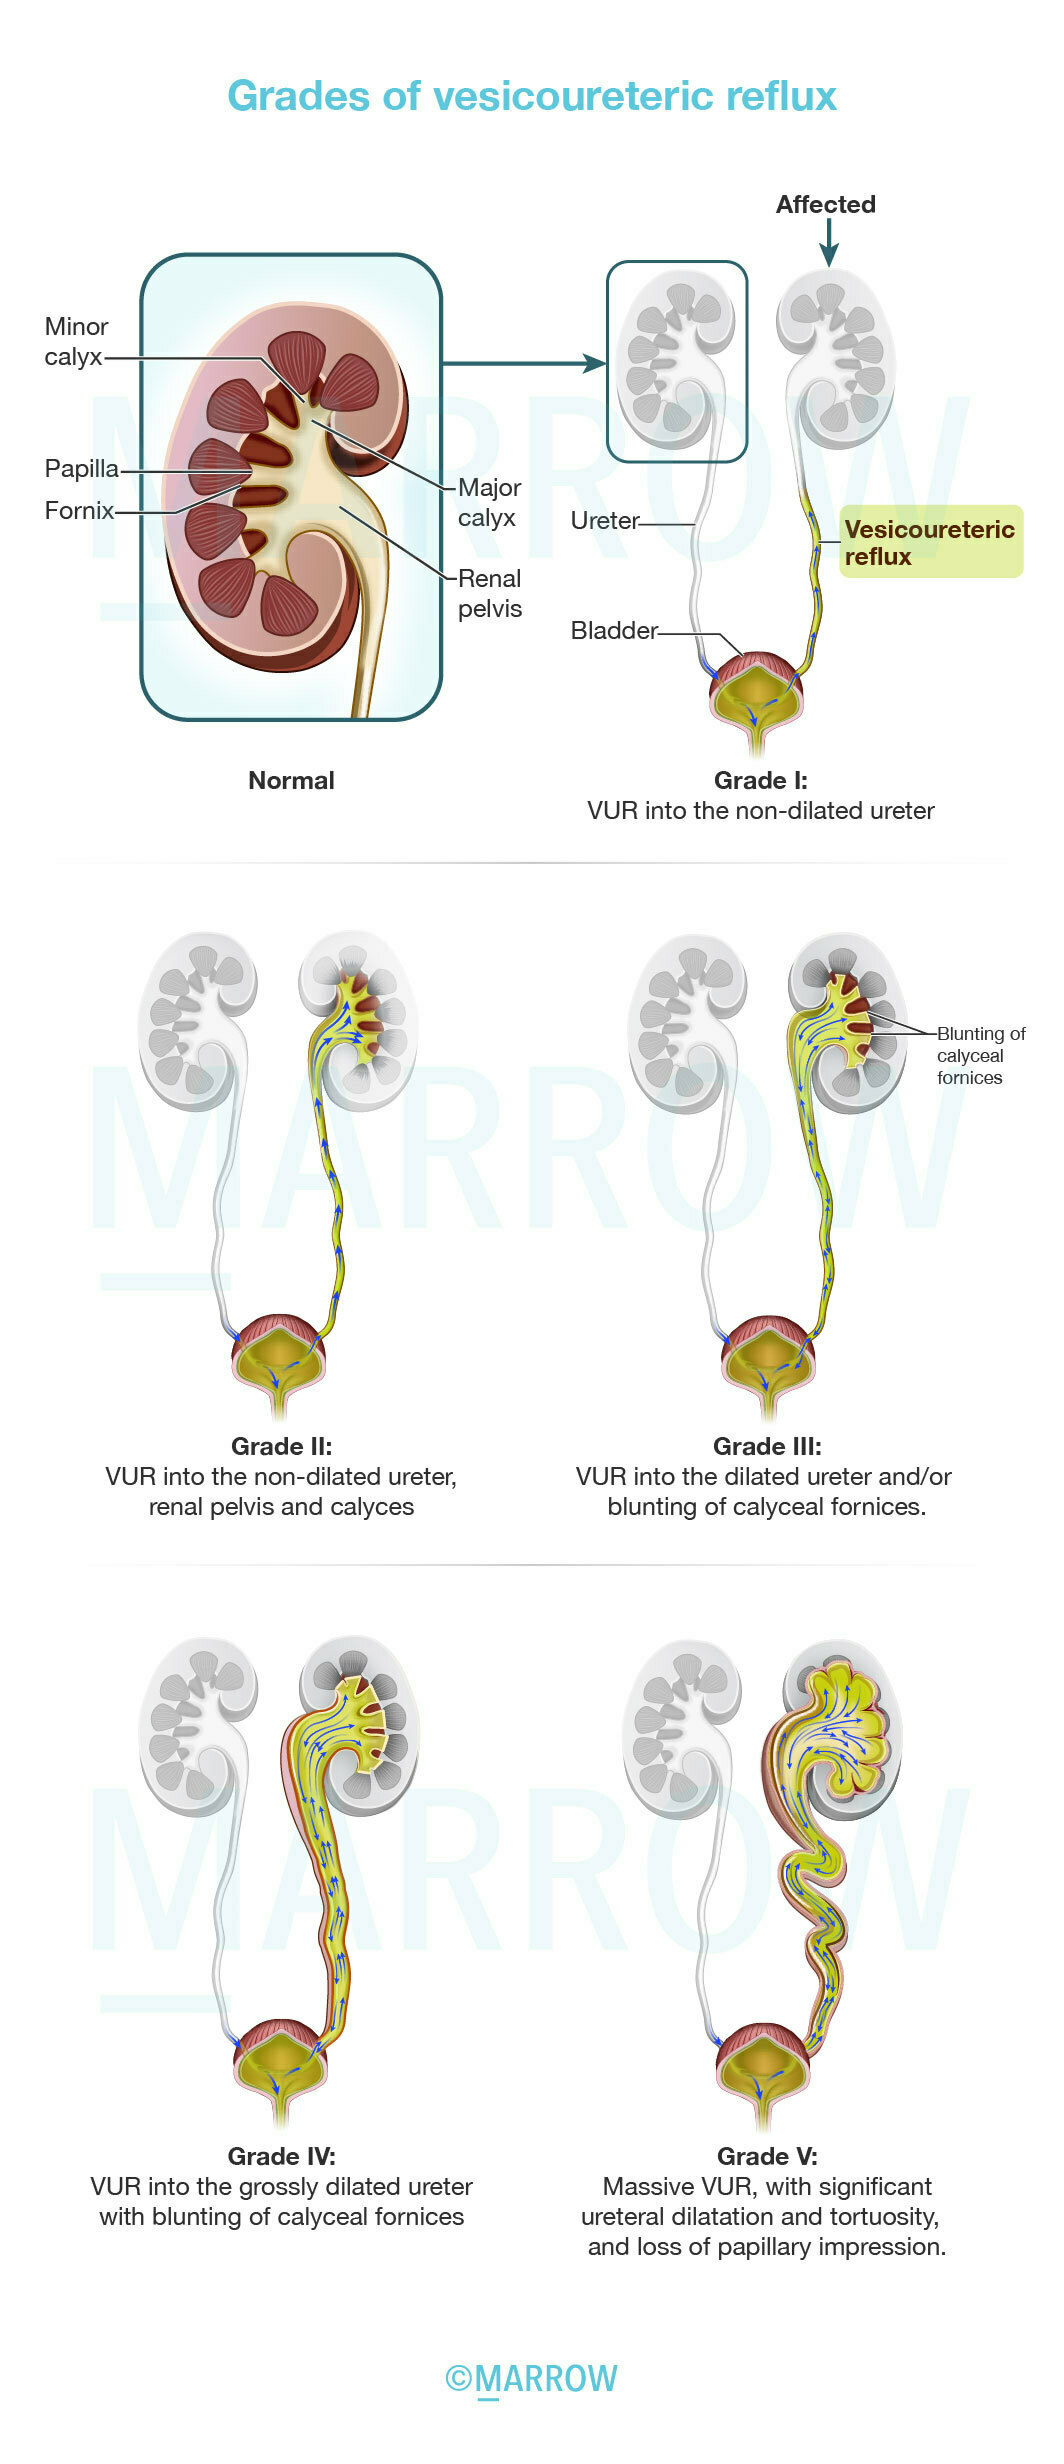 Grades of vesicoureteric reflux
Affected
Minor
calyx
Papilla
Fornix
Major
calyx
Renal
pelvis
Ureter
Bladder
Vesicoureteric
reflux
Normal
Grade I:
VUR into the non-dilated ureter
MARROW
Blunting of
calyceal
fornices
MARROW
Grade II:
VUR into the non-dilated ureter,
renal pelvis and calyces
Grade III:
VUR into the dilated ureter and/or
blunting of calyceal fornices.
MARROW
Grade IV:
VUR into the grossly dilated ureter
with blunting of calyceal fornices
Grade V:
Massive VUR, with significant
ureteral dilatation and tortuosity,
and loss of papillary impression.
©MARROW